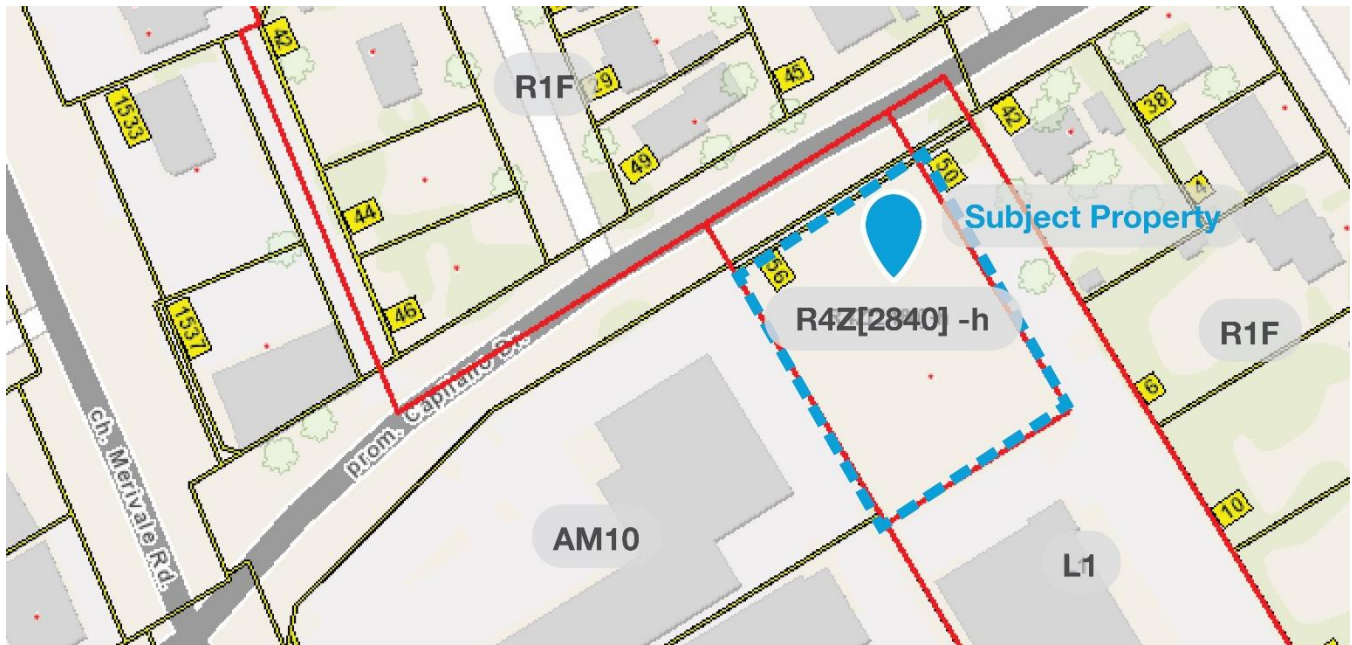 42
1533
R1F
29
45
42
38
49
50
4
44
Subject Property
56
46
R4Z[2840] -h
1537
R1F
6
prom. Capilano Dr.
ch. Merivale Rd.
10
AM10
L1